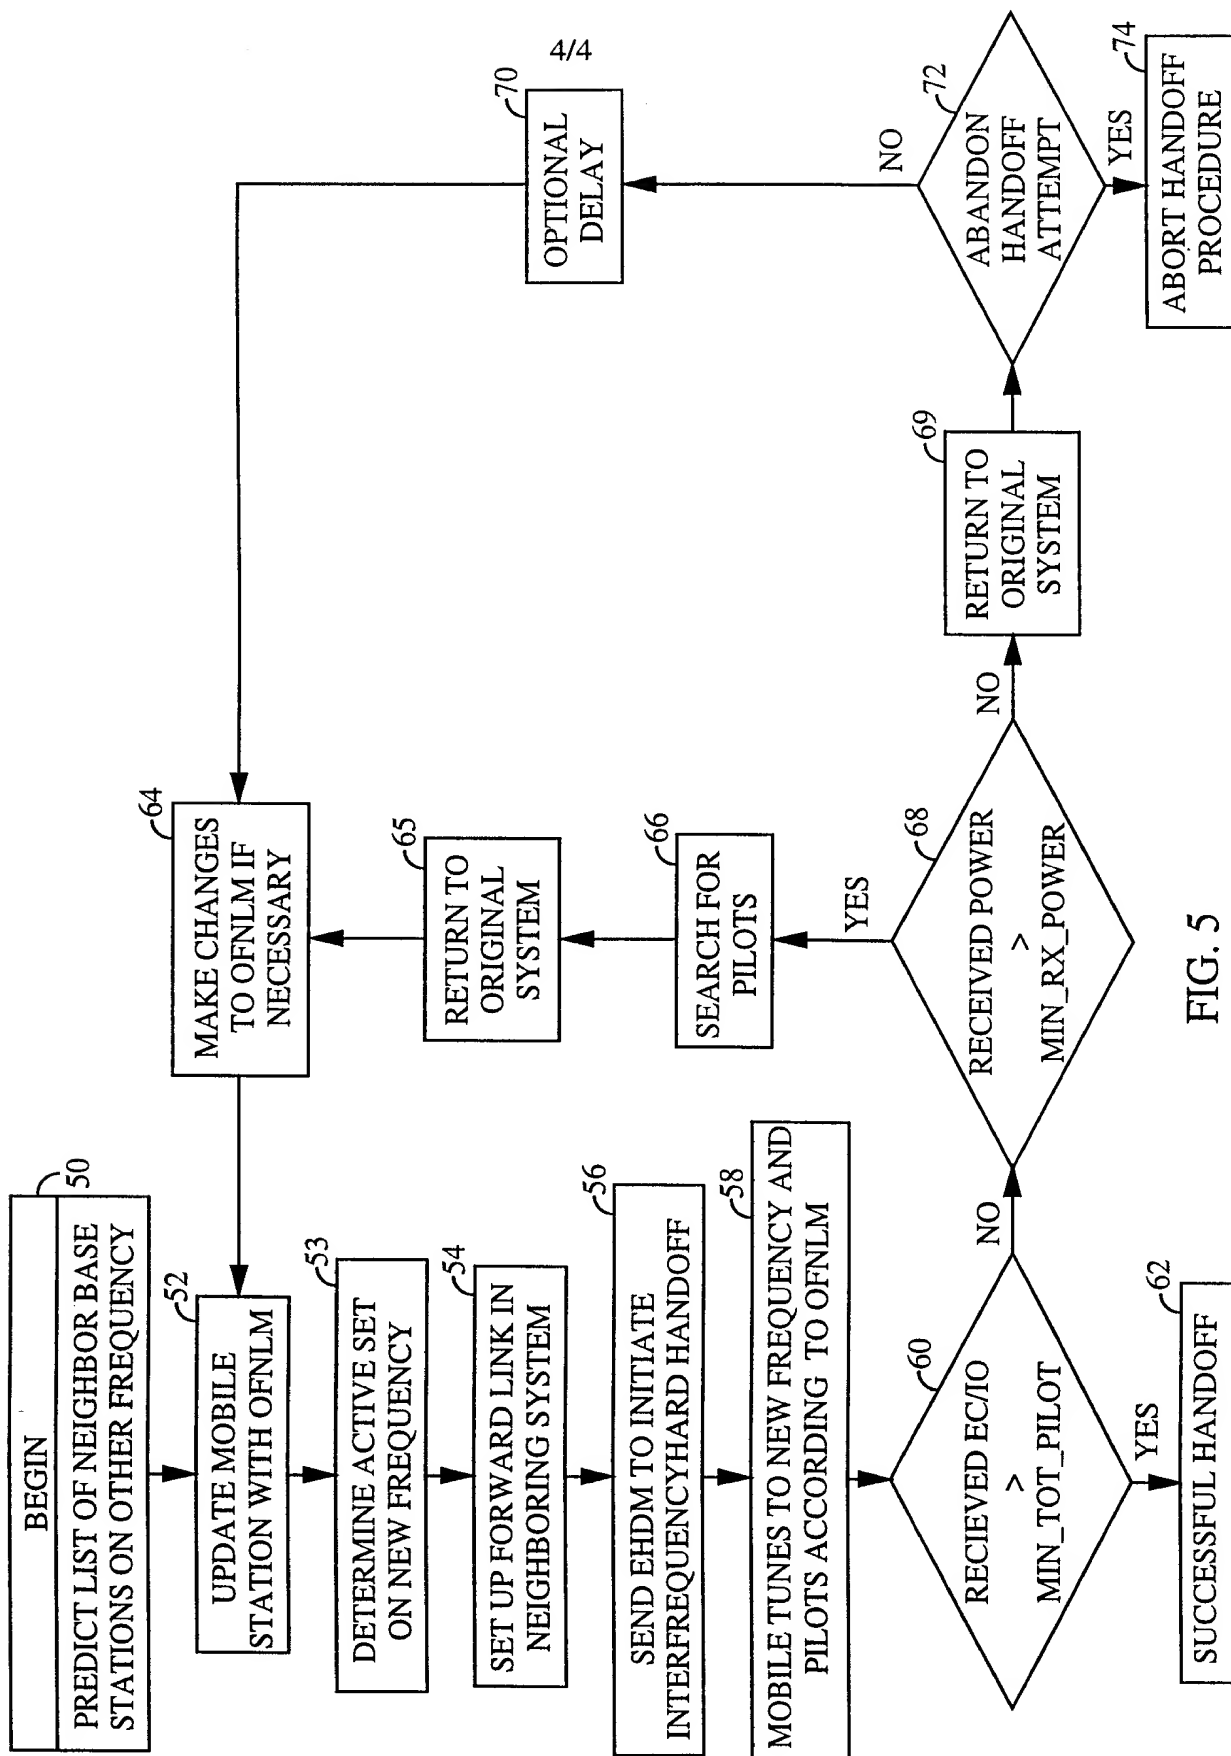 4/4
BEGIN
50
PREDICT LIST OF NEIGHBOR BASE
STATIONS ON OTHER FREQUENCY
52
UPDATE MOBILE
STATION WITH OFNLM
53
DETERMINE ACTIVE SET
ON NEW FREQUENCY
54
SET UP FORWARD LINK IN
NEIGHBORING SYSTEM
56
SEND EHDM TO INITIATE
INTERFREQUENCYHARD HANDOFF
58
MOBILE TUNES TO NEW FREQUENCY AND
PILOTS ACCORDING TO OFNLM
60
RECIEVED EC/IO
>
MIN_TOT_PILOT
YES
62
SUCCESSFUL HANDOFF
NO
68
RECEIVED POWER
>
MIN_RX_POWER
YES
66
SEARCH FOR
PILOTS
65
RETURN TO
ORIGINAL
SYSTEM
64
MAKE CHANGES
TO OFNLM IF
NECESSARY
NO
69
RETURN TO
ORIGINAL
SYSTEM
72
ABANDON
HANDOFF
ATTEMPT
NO
70
OPTIONAL
DELAY
YES
74
ABORT HANDOFF
PROCEDURE
FIG. 5